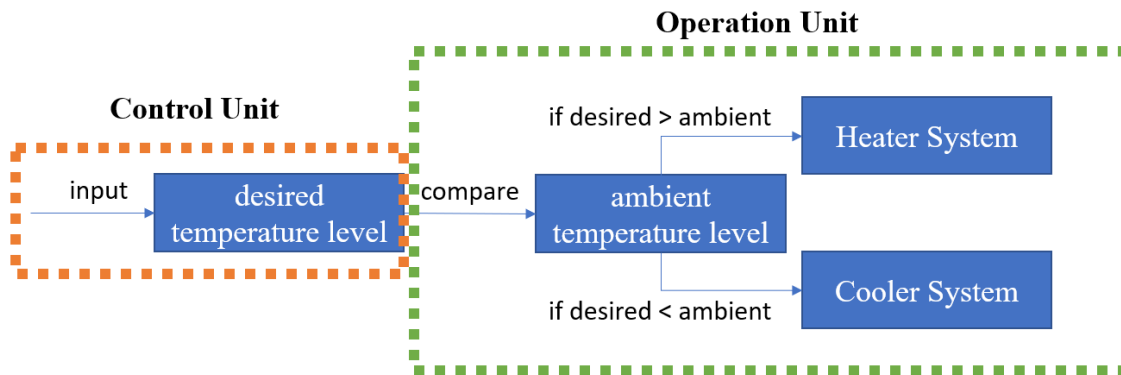 Operation Unit
Control Unit
if desired > ambient
Heater System
input
desired
temperature level
compare
ambient
temperature level
if desired < ambient
Cooler System